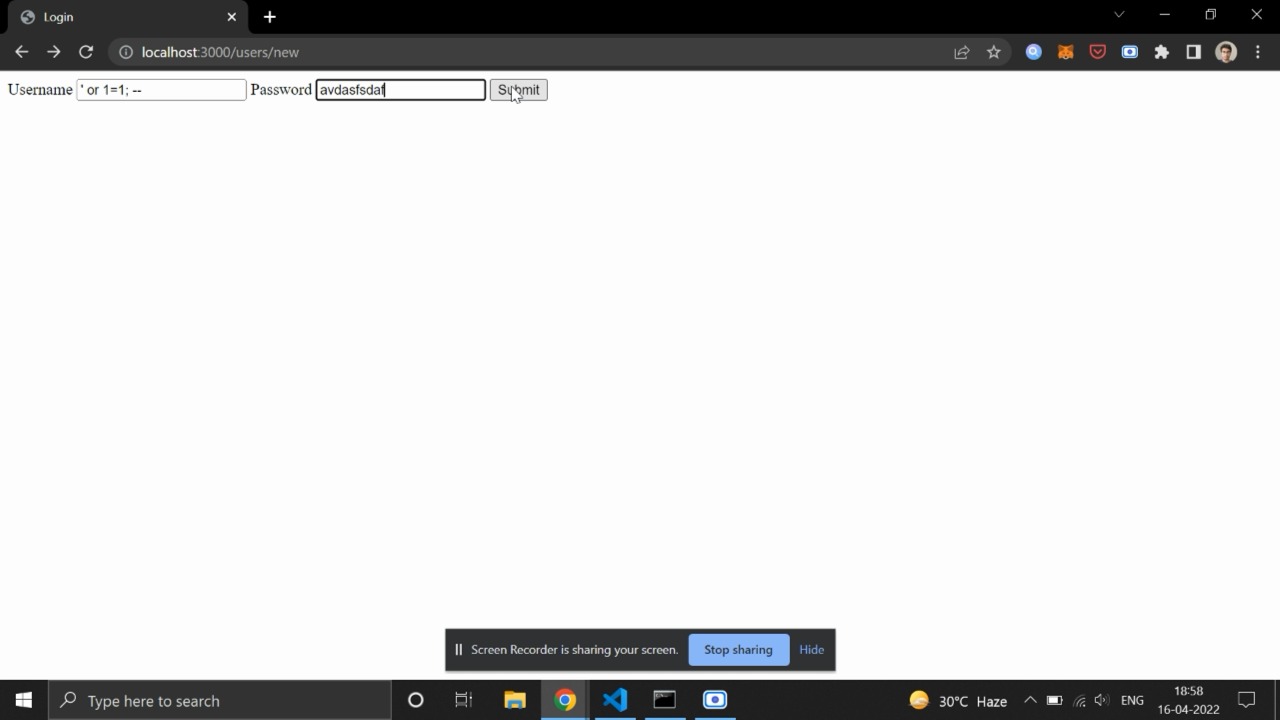 Login
localhost:3000/users/new
Username ' or 1=1; -- Password avdasfsdaf Submit
Screen Recorder is sharing your screen. Stop sharing Hide
Type here to search 30°C Haze ENG 18:58
16-04-2022